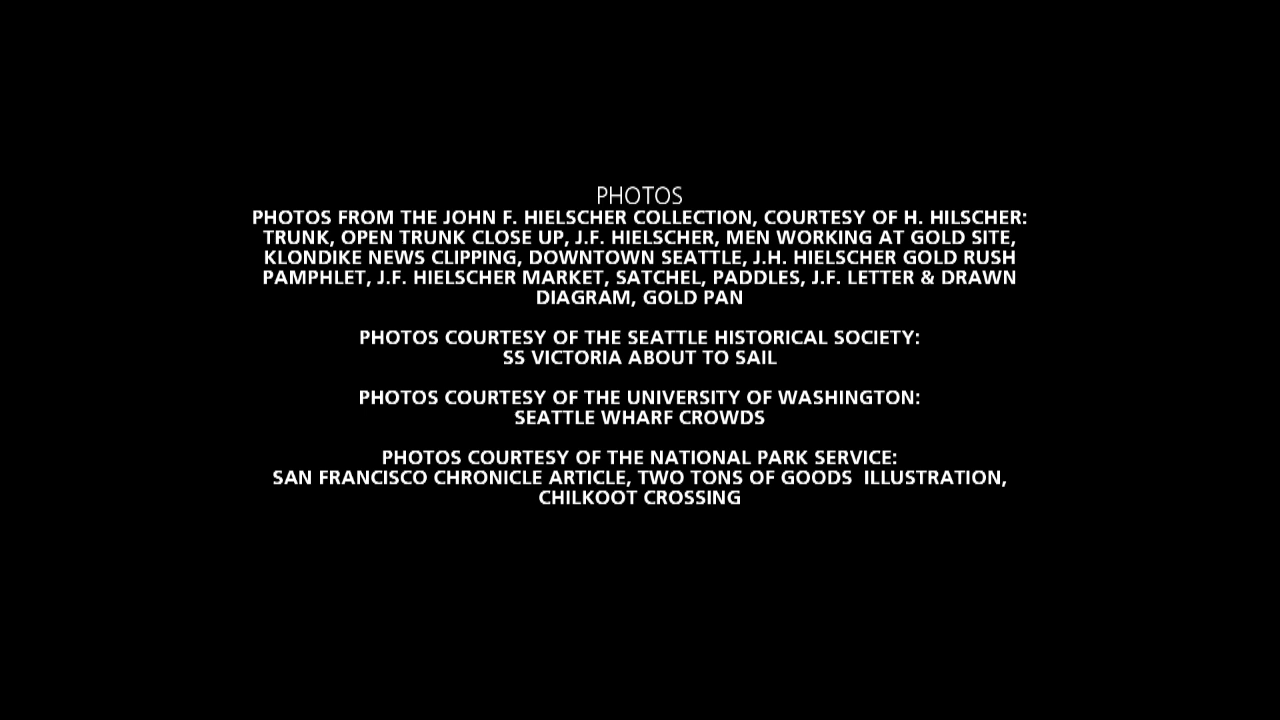 PHOTOS
PHOTOS FROM THE JOHN F. HIELSCHER COLLECTION, COURTESY OF H. HILSCHER:
TRUNK, OPEN TRUNK CLOSE UP, J.F. HIELSCHER, MEN WORKING AT GOLD SITE,
KLONDIKE NEWS CLIPPING, DOWNTOWN SEATTLE, J.H. HIELSCHER GOLD RUSH
PAMPHLET, J.F. HIELSCHER MARKET, SATCHEL, PADDLES, J.F. LETTER & DRAWN
DIAGRAM, GOLD PAN
PHOTOS COURTESY OF THE SEATTLE HISTORICAL SOCIETY:
SS VICTORIA ABOUT TO SAIL
PHOTOS COURTESY OF THE UNIVERSITY OF WASHINGTON:
SEATTLE WHARF CROWDS
PHOTOS COURTESY OF THE NATIONAL PARK SERVICE:
SAN FRANCISCO CHRONICLE ARTICLE, TWO TONS OF GOODS  ILLUSTRATION,
CHILKOOT CROSSING